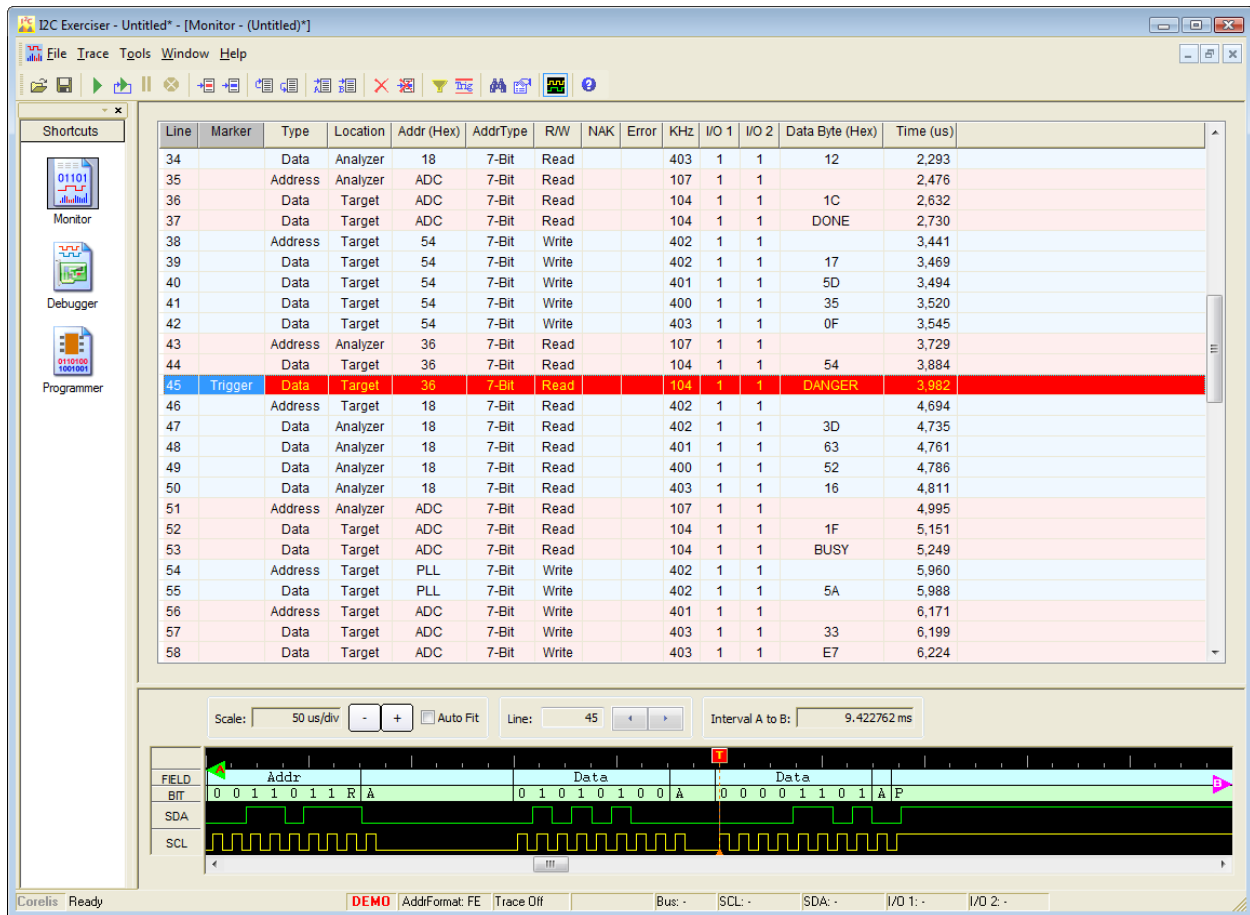 I2C Exerciser - Untitled* - [Monitor - (Untitled)*]
File Trace Tools Window Help
Shortcuts
Monitor
Debugger
Programmer
Line Marker Type Location Addr (Hex) AddrType R/W NAK Error KHz I/O 1 I/O 2 Data Byte (Hex) Time (us)
34 Data Analyzer 18 7-Bit Read 403 1 1 12 2,293
35 Address Analyzer ADC 7-Bit Read 107 1 1 2,476
36 Data Target ADC 7-Bit Read 104 1 1 1C 2,632
37 Data Target ADC 7-Bit Read 104 1 1 DONE 2,730
38 Address Target 54 7-Bit Write 402 1 1 3,441
39 Data Target 54 7-Bit Write 402 1 1 17 3,469
40 Data Target 54 7-Bit Write 401 1 1 5D 3,494
41 Data Target 54 7-Bit Write 400 1 1 35 3,520
42 Data Target 54 7-Bit Write 403 1 1 0F 3,545
43 Address Analyzer 36 7-Bit Read 107 1 1 3,729
44 Data Target 36 7-Bit Read 104 1 1 54 3,884
45 Trigger Data Target 36 7-Bit Read 104 1 1 DANGER 3,982
46 Address Target 18 7-Bit Read 402 1 1 4,694
47 Data Analyzer 18 7-Bit Read 402 1 1 3D 4,735
48 Data Analyzer 18 7-Bit Read 401 1 1 63 4,761
49 Data Analyzer 18 7-Bit Read 400 1 1 52 4,786
50 Data Analyzer 18 7-Bit Read 403 1 1 16 4,811
51 Address Analyzer ADC 7-Bit Read 107 1 1 4,995
52 Data Target ADC 7-Bit Read 104 1 1 1F 5,151
53 Data Target ADC 7-Bit Read 104 1 1 BUSY 5,249
54 Address Target PLL 7-Bit Write 402 1 1 5,960
55 Data Target PLL 7-Bit Write 402 1 1 5A 5,988
56 Address Target ADC 7-Bit Write 401 1 1 6,171
57 Data Target ADC 7-Bit Write 403 1 1 33 6,199
58 Data Target ADC 7-Bit Write 403 1 1 E7 6,224
Scale: 50 us/div - + Auto Fit Line: 45 Interval A to B: 9.422762 ms
T
FIELD A Addr Data Data B
BIT 0 0 1 1 0 1 1 R A 0 1 0 1 0 1 0 0 A 0 0 0 0 1 1 0 1 A P
SDA
SCL
Corelis Ready DEMO AddrFormat: FE Trace Off Bus: - SCL: - SDA: - I/O 1: - I/O 2: -